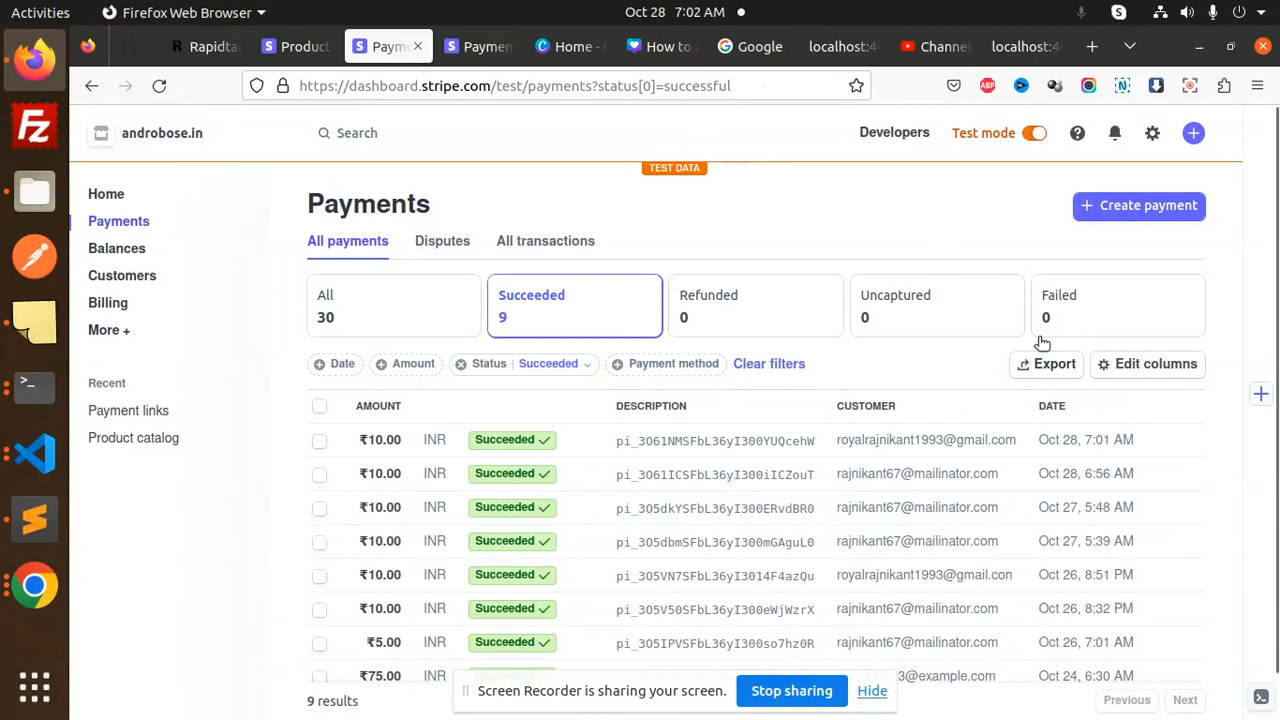 Activities
Firefox Web Browser
Oct 28 7:02 AM
Rapidta
Product
Paym
Paymen
Home -
How to
Google
localhost:4
Channe
localhost:4
https://dashboard.stripe.com/test/payments?status[0]=successful
ABP
N
androbose.in
Search
Developers
Test mode
TEST DATA
Home
Payments
Balances
Customers
Billing
More +
Recent
Payment links
Product catalog
Payments
+ Create payment
All payments
Disputes
All transactions
All
30
Succeeded
9
Refunded
0
Uncaptured
0
Failed
0
Date
Amount
Status | Succeeded
Payment method
Clear filters
Export
Edit columns
AMOUNT DESCRIPTION CUSTOMER DATE
₹10.00 INR Succeeded pi_3O61NMSFbL36yI300YUQcehW royalrajnikant1993@gmail.com Oct 28, 7:01 AM
₹10.00 INR Succeeded pi_3O61ICSFbL36yI300iICZouT rajnikant67@mailinator.com Oct 28, 6:56 AM
₹10.00 INR Succeeded pi_3O5dkYSFbL36yI300ERvdBR0 rajnikant67@mailinator.com Oct 27, 5:48 AM
₹10.00 INR Succeeded pi_3O5dbmSFbL36yI300mGAguL0 rajnikant67@mailinator.com Oct 27, 5:39 AM
₹10.00 INR Succeeded pi_3O5VN7SFbL36yI3014F4azQu royalrajnikant1993@gmail.con Oct 26, 8:51 PM
₹10.00 INR Succeeded pi_3O5V50SFbL36yI300eWjWzrX rajnikant67@mailinator.com Oct 26, 8:32 PM
₹5.00 INR Succeeded pi_3O5IPVSFbL36yI300so7hz0R rajnikant67@mailinator.com Oct 26, 7:01 AM
₹75.00 INR Succeeded 33@example.com Oct 24, 6:30 AM
Screen Recorder is sharing your screen.
Stop sharing
Hide
9 results
Previous
Next